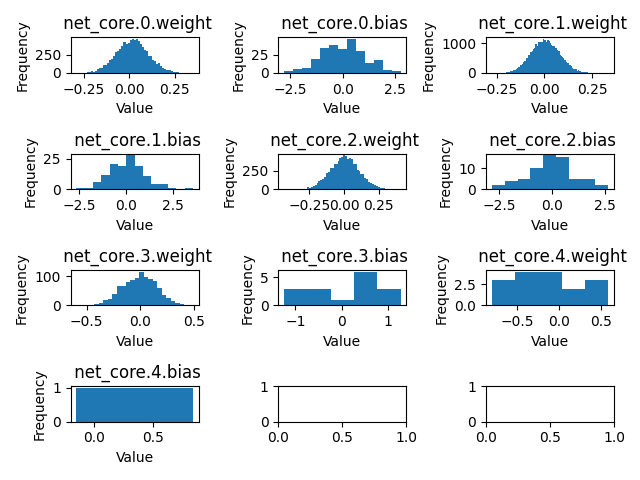 net_core.0.weight
Frequency
250
0
−0.25
0.00
0.25
Value
net_core.0.bias
Frequency
25
0
−2.5
0.0
2.5
Value
net_core.1.weight
Frequency
1000
0
−0.25
0.00
0.25
Value
net_core.1.bias
Frequency
25
0
−2.5
0.0
2.5
Value
net_core.2.weight
Frequency
250
0
−0.25
0.00
0.25
Value
net_core.2.bias
Frequency
10
0
−2.5
0.0
2.5
Value
net_core.3.weight
Frequency
100
0
−0.5
0.0
0.5
Value
net_core.3.bias
Frequency
5
0
−1
0
1
Value
net_core.4.weight
Frequency
2.5
0.0
−0.5
0.0
0.5
Value
net_core.4.bias
Frequency
1
0
0.0
0.5
Value
1
0
0.0
0.5
1.0
1
0
0.0
0.5
1.0